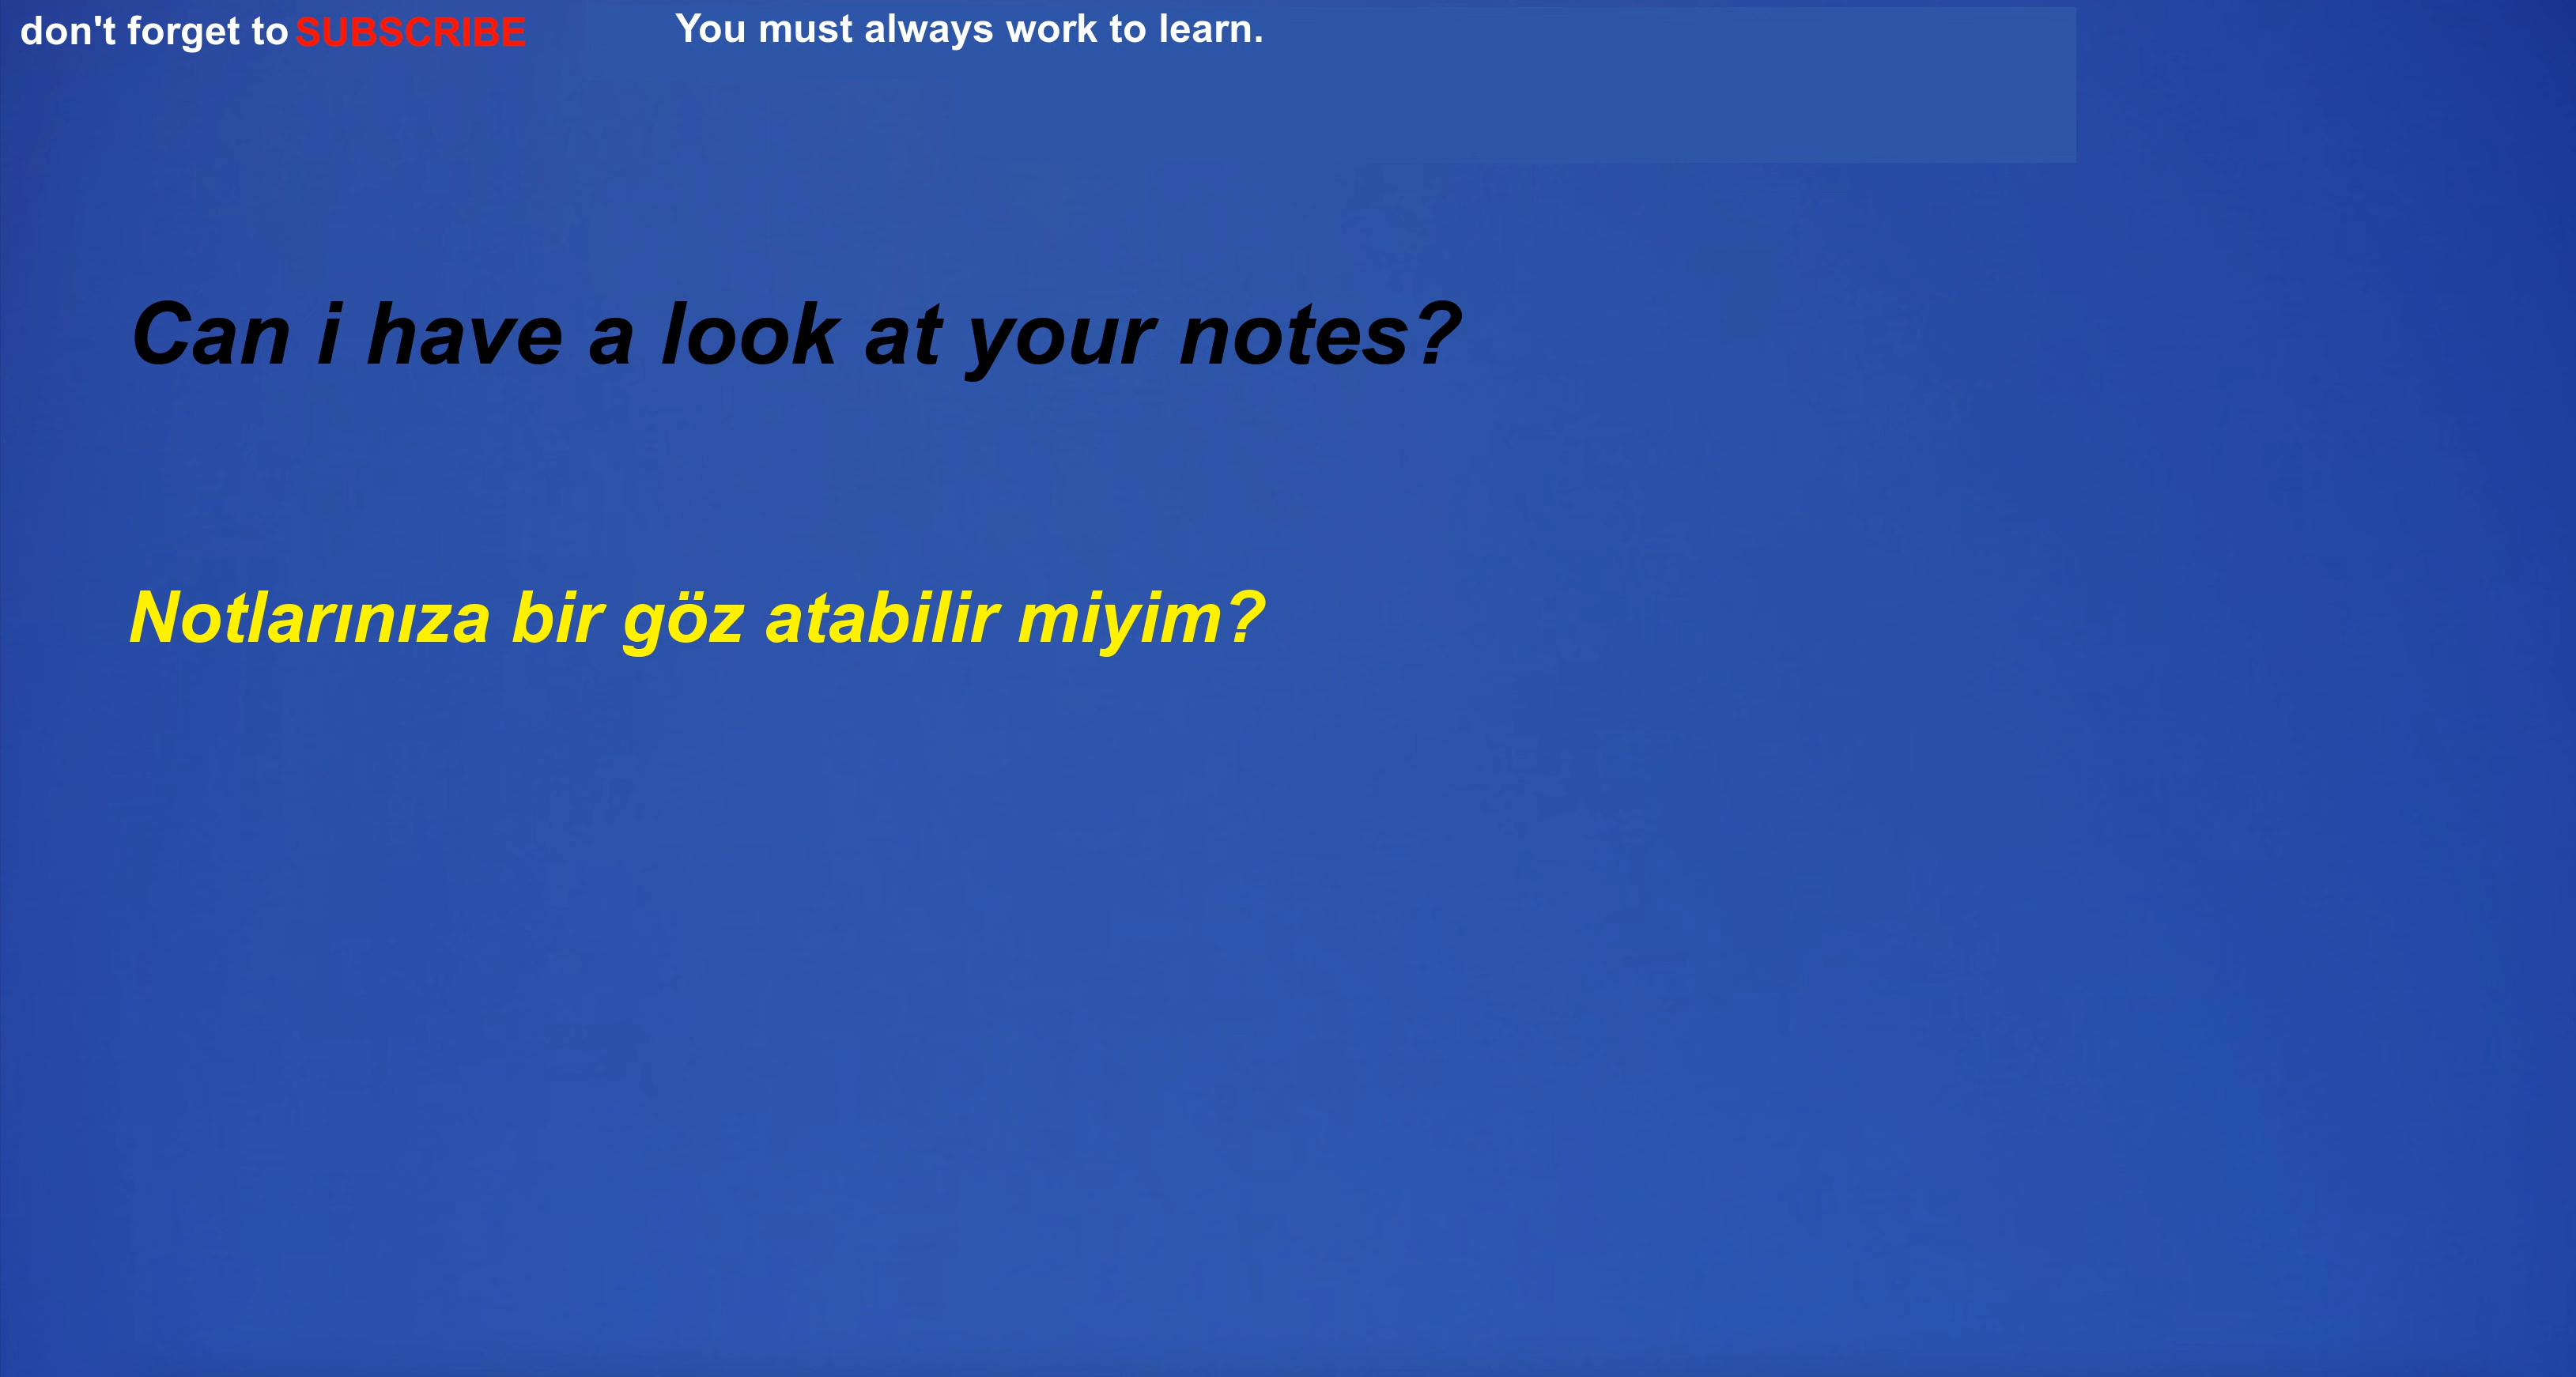 don't forget to SUBSCRIBE
You must always work to learn.
Can i have a look at your notes?
Notlarınıza bir göz atabilir miyim?